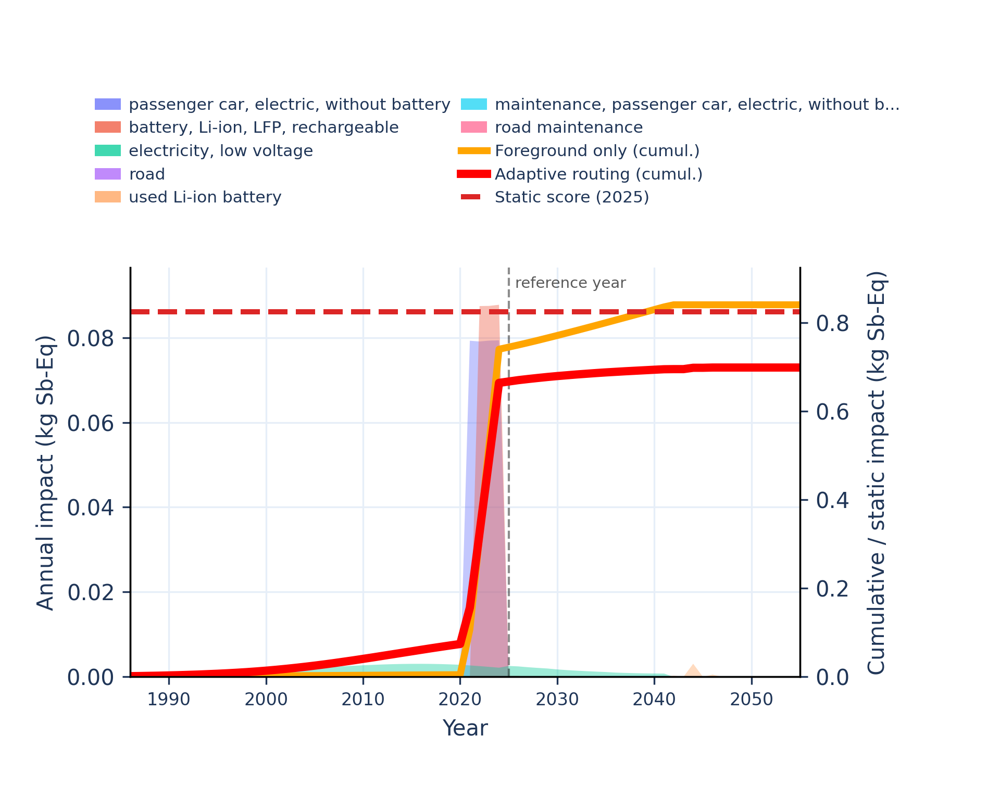 passenger car, electric, without battery
battery, Li-ion, LFP, rechargeable
electricity, low voltage
road
used Li-ion battery
maintenance, passenger car, electric, without b...
road maintenance
Foreground only (cumul.)
Adaptive routing (cumul.)
Static score (2025)
reference year
Annual impact (kg Sb-Eq)
0.08
0.06
0.04
0.02
0.00
0.8
0.6
0.4
0.2
0.0
Cumulative / static impact (kg Sb-Eq)
1990 2000 2010 2020 2030 2040 2050
Year